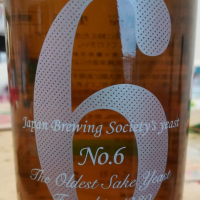 6
Japan Brewing Society's yeast
No.6
The Oldest Sake Yeast